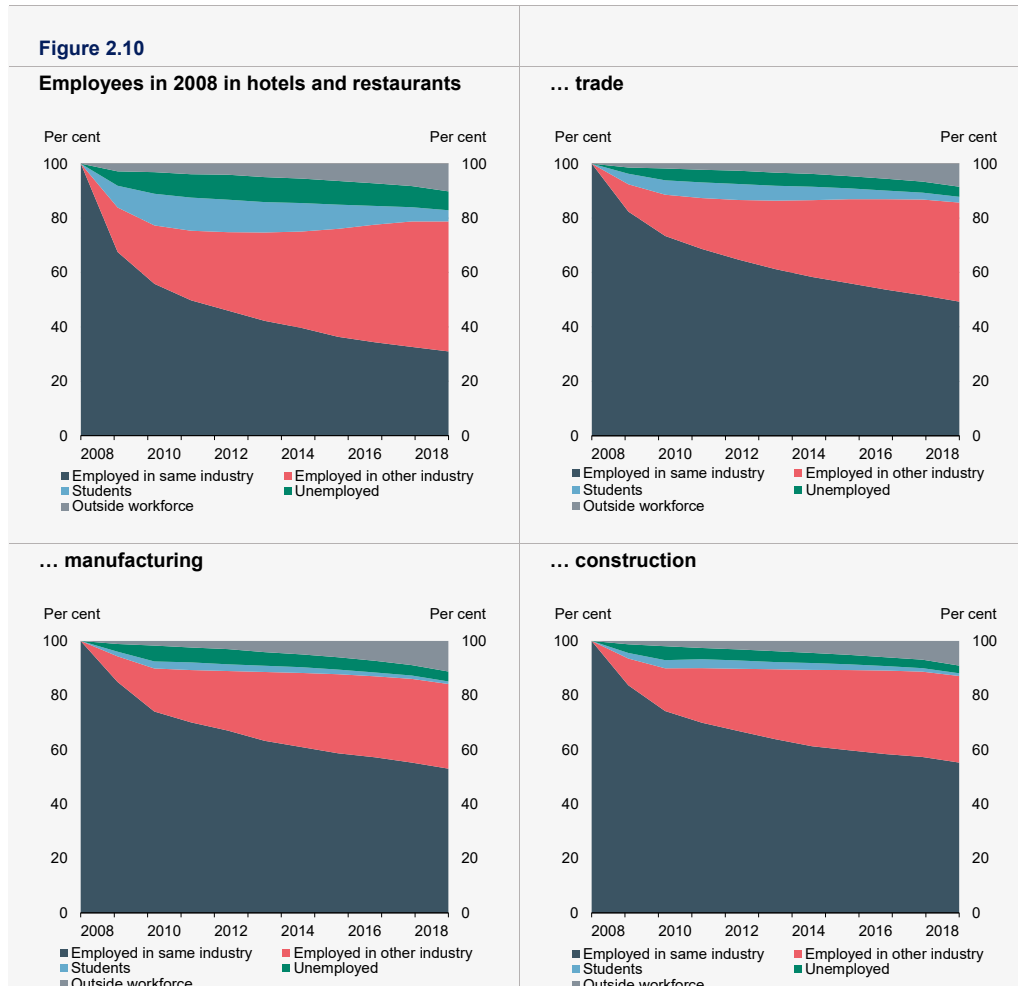 Figure 2.10
Employees in 2008 in hotels and restaurants
Per cent Per cent
100 100
80 80
60 60
40 40
20 20
0 0
2008 2010 2012 2014 2016 2018
Employed in same industry Employed in other industry
Students Unemployed
Outside workforce
… trade
Per cent Per cent
100 100
80 80
60 60
40 40
20 20
0 0
2008 2010 2012 2014 2016 2018
Employed in same industry Employed in other industry
Students Unemployed
Outside workforce
… manufacturing
Per cent Per cent
100 100
80 80
60 60
40 40
20 20
0 0
2008 2010 2012 2014 2016 2018
Employed in same industry Employed in other industry
Students Unemployed
Outside workforce
… construction
Per cent Per cent
100 100
80 80
60 60
40 40
20 20
0 0
2008 2010 2012 2014 2016 2018
Employed in same industry Employed in other industry
Students Unemployed
Outside workforce